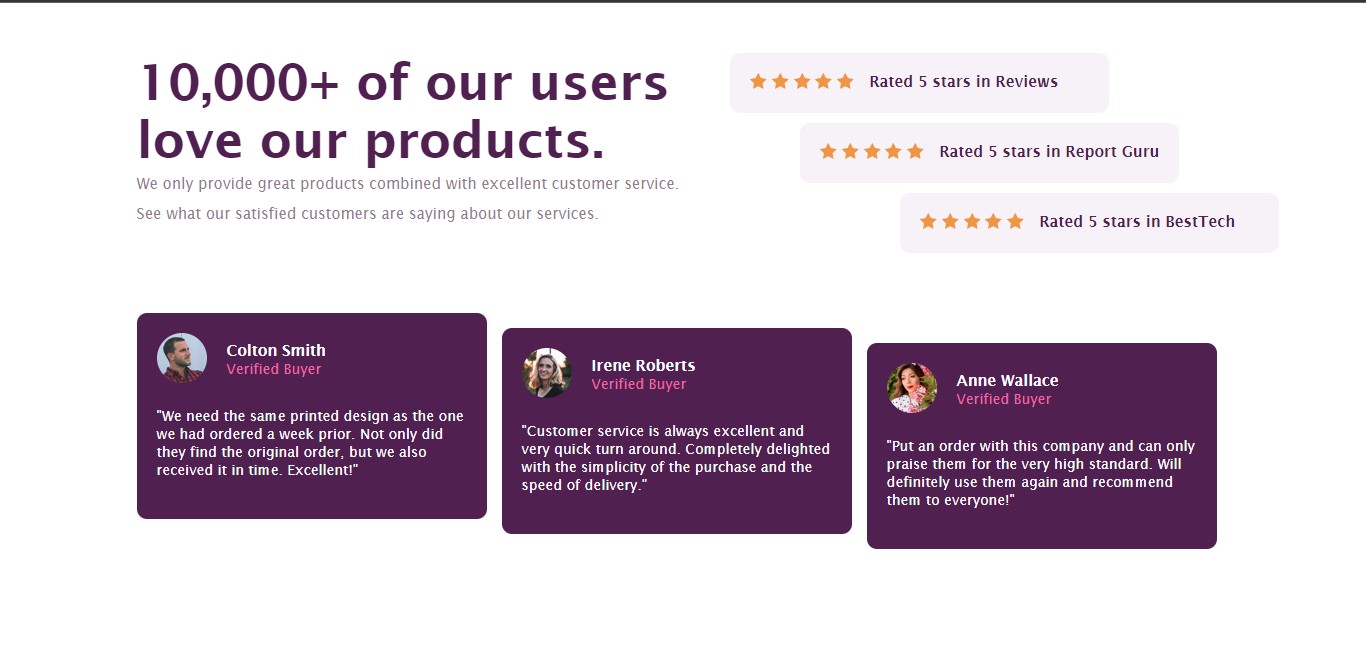 10,000+ of our users
love our products.
We only provide great products combined with excellent customer service.
See what our satisfied customers are saying about our services.
Rated 5 stars in Reviews
Rated 5 stars in Report Guru
Rated 5 stars in BestTech
Colton Smith
Verified Buyer
"We need the same printed design as the one
we had ordered a week prior. Not only did
they find the original order, but we also
received it in time. Excellent!"
Irene Roberts
Verified Buyer
"Customer service is always excellent and
very quick turn around. Completely delighted
with the simplicity of the purchase and the
speed of delivery."
Anne Wallace
Verified Buyer
"Put an order with this company and can only
praise them for the very high standard. Will
definitely use them again and recommend
them to everyone!"